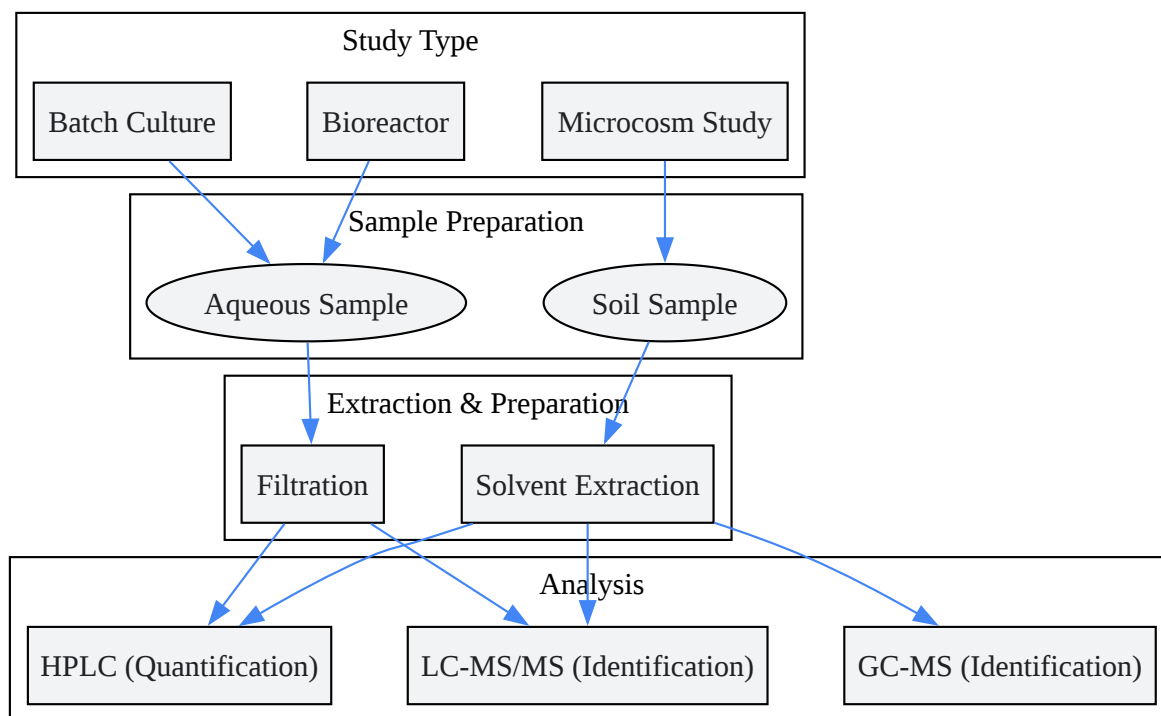 Study Type
Batch Culture
Bioreactor
Microcosm Study
Sample Preparation
Aqueous Sample
Soil Sample
Extraction & Preparation
Filtration
Solvent Extraction
Analysis
HPLC (Quantification)
LC-MS/MS (Identification)
GC-MS (Identification)